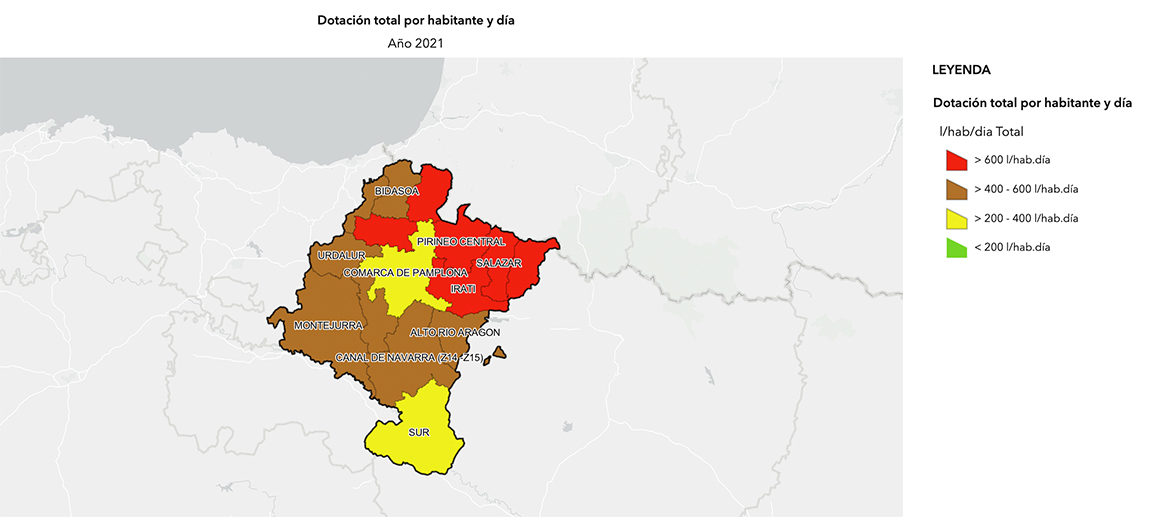 Dotación total por habitante y día
Año 2021
LEYENDA
Dotación total por habitante y día
l/hab/dia Total
> 600 l/hab.día
> 400 - 600 l/hab.día
> 200 - 400 l/hab.día
< 200 l/hab.día
BIDASOA
PIRINEO CENTRAL
URDALUR
SALAZAR
COMARCA DE PAMPLONA
IRATI
MONTEJURRA
ALTO RIO ARAGON
CANAL DE NAVARRA (Z14 -Z15)
SUR